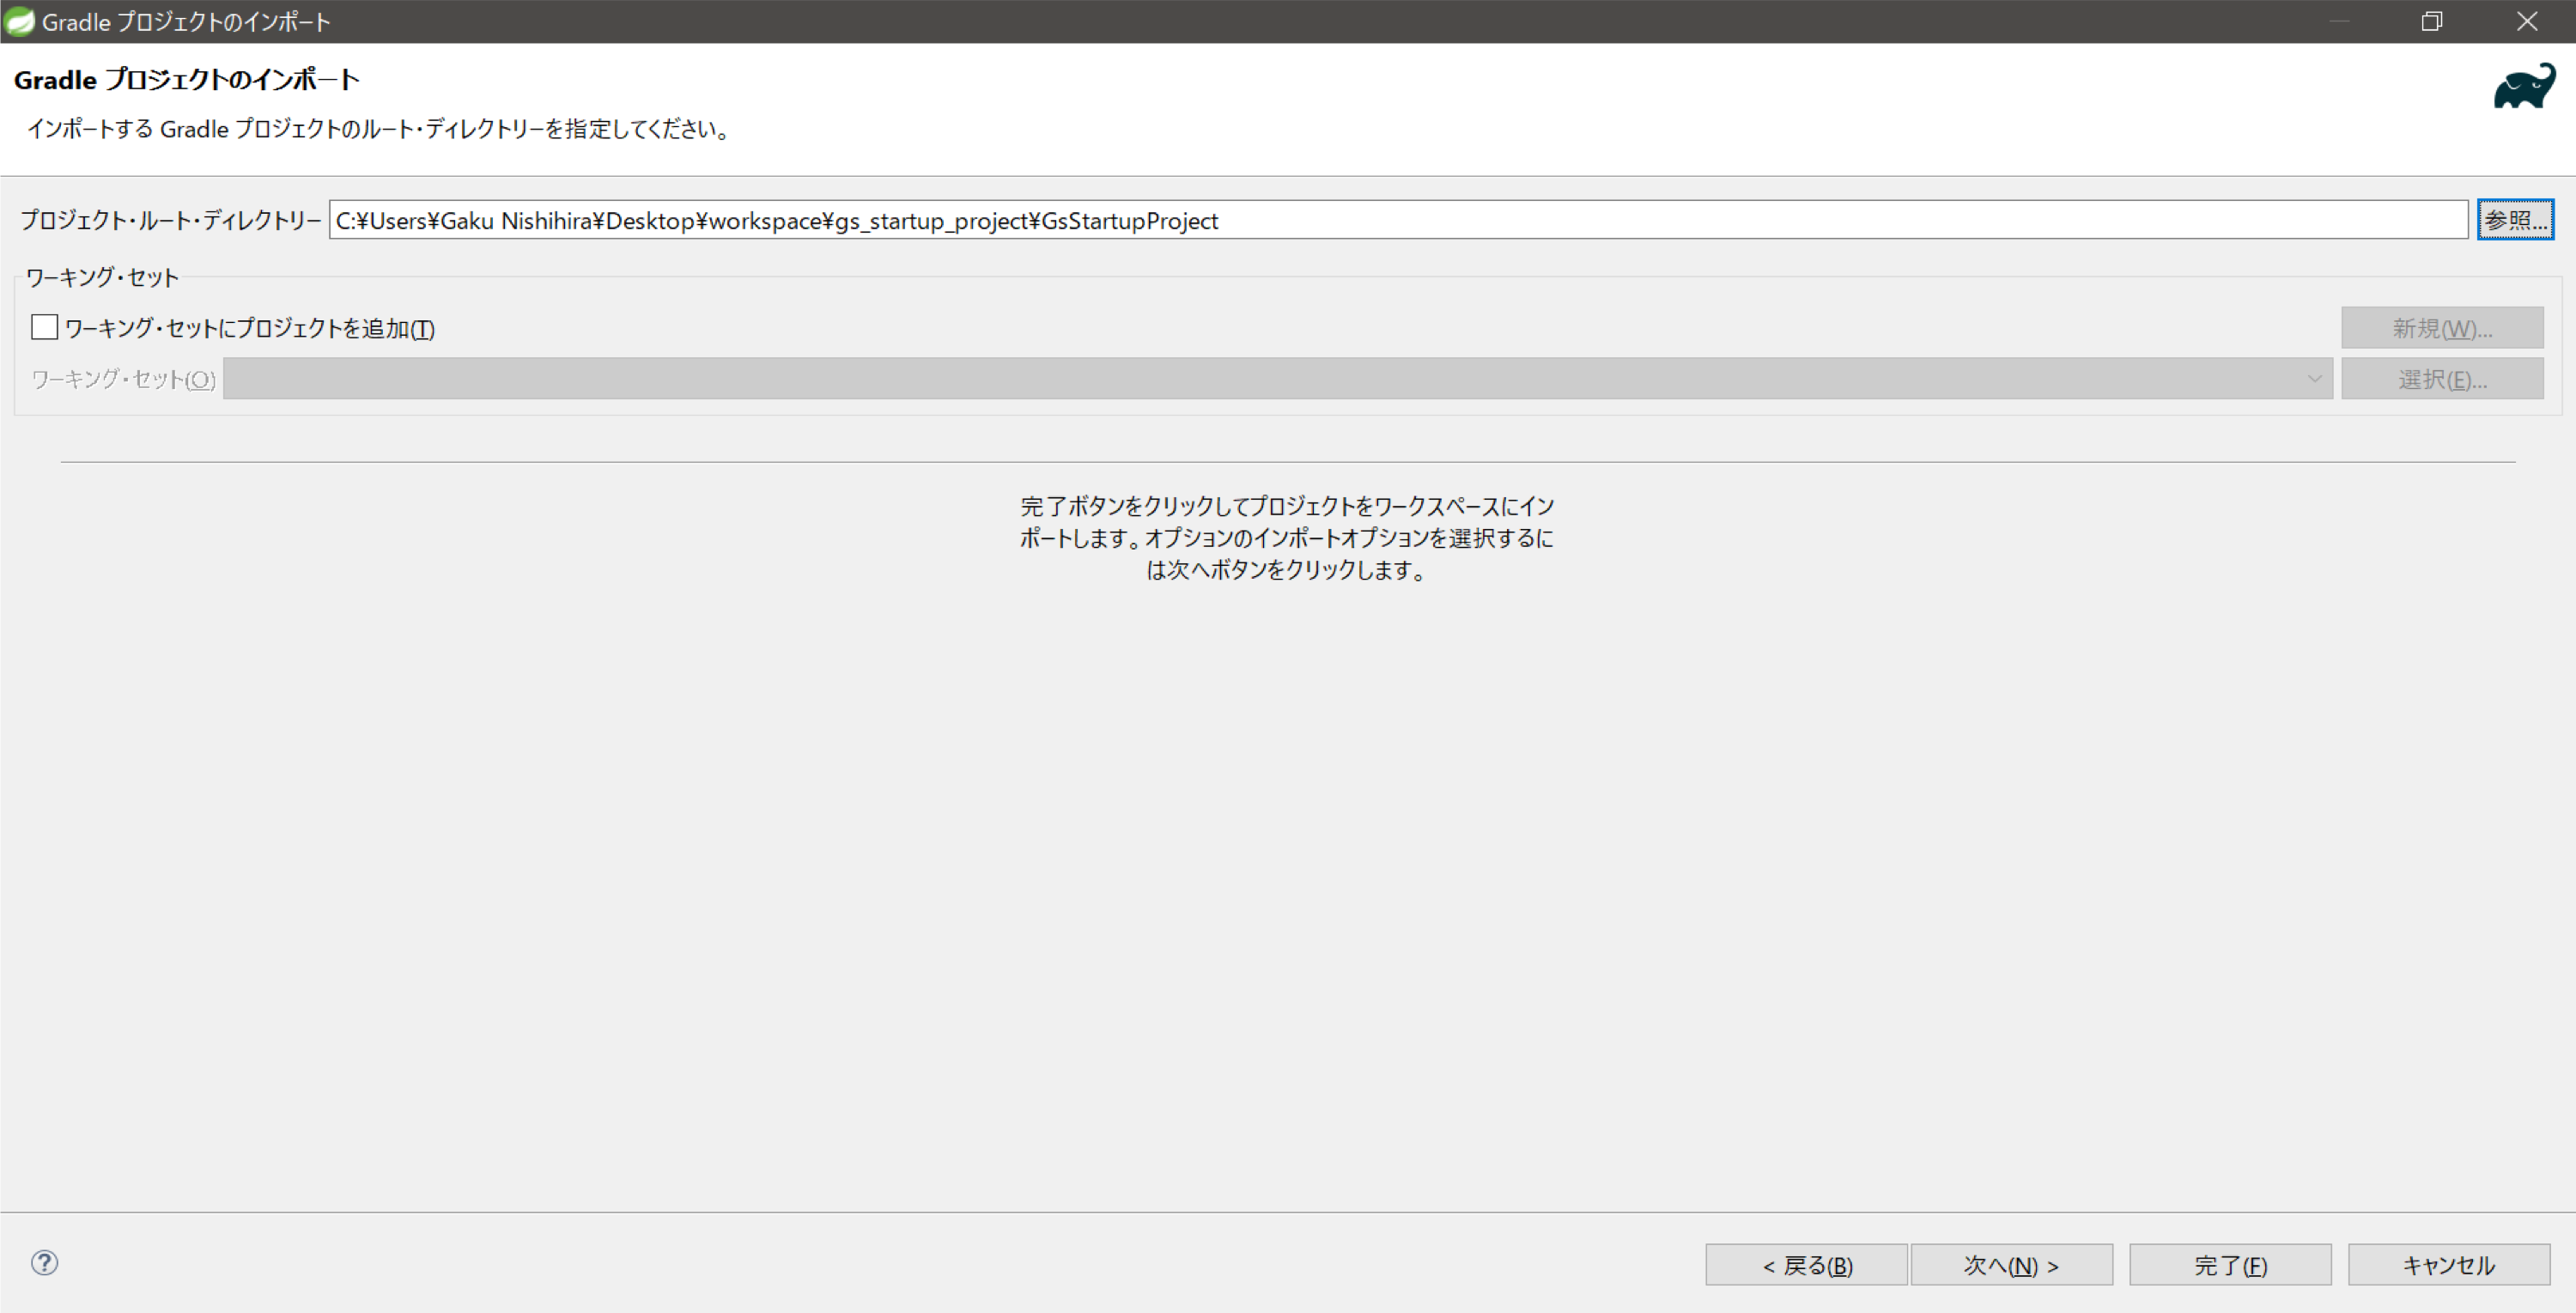 Gradle プロジェクトのインポート
Gradle プロジェクトのインポート
インポートする Gradle プロジェクトのルート・ディレクトリーを指定してください。
プロジェクト・ルート・ディレクトリー C:¥Users¥Gaku Nishihira¥Desktop¥workspace¥gs_startup_project¥GsStartupProject 参照...
ワーキング・セット
ワーキング・セットにプロジェクトを追加(T) 新規(W)...
ワーキング・セット(O) 選択(E)...
完了ボタンをクリックしてプロジェクトをワークスペースにイン
ポートします。オプションのインポートオプションを選択するに
は次へボタンをクリックします。
? < 戻る(B) 次へ(N) > 完了(F) キャンセル